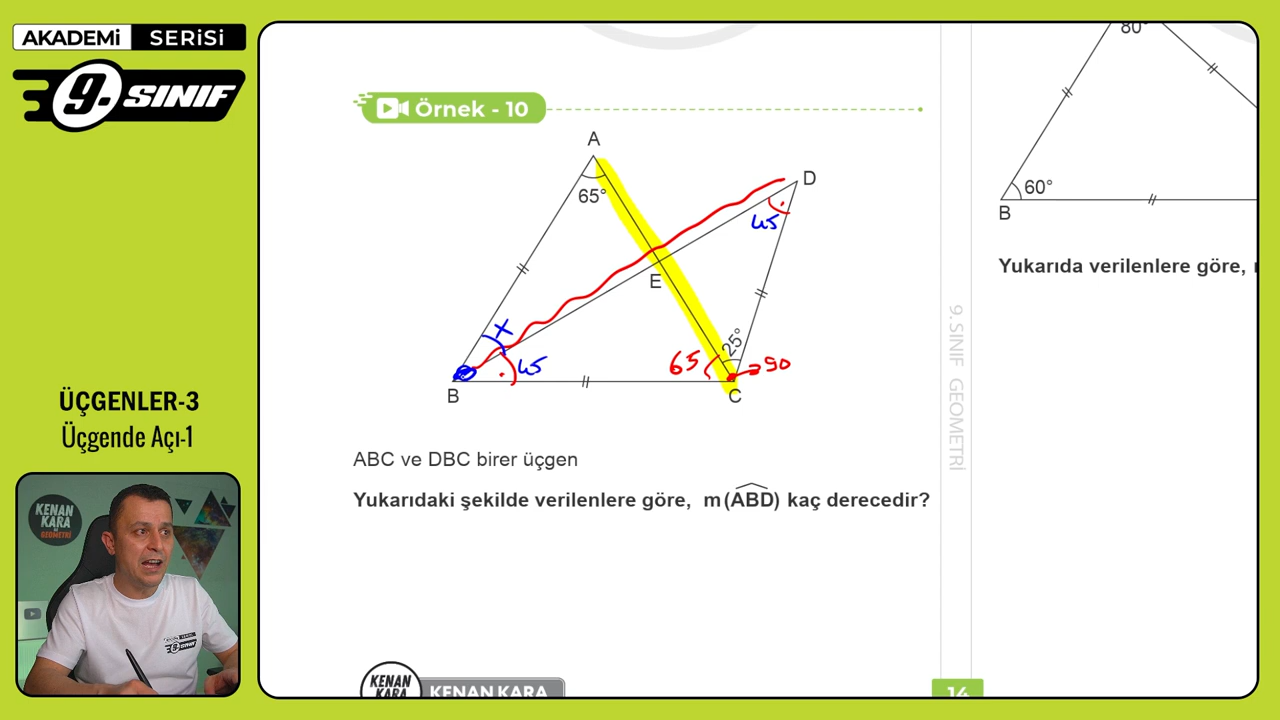 AKADEMİ SERİSİ
9. SINIF
ÜÇGENLER-3
Üçgende Açı-1
KENAN
KARA
GEOMETRİ
9. SINIF
Örnek - 10
A
65°
D
45
E
x
45
65
25°
90
B
C
ABC ve DBC birer üçgen
Yukarıdaki şekilde verilenlere göre, m(ABD) kaç derecedir?
KENAN
KARA
KENAN KARA
9. SINIF GEOMETRİ
14
80°
60°
B
Yukarıda verilenlere göre,